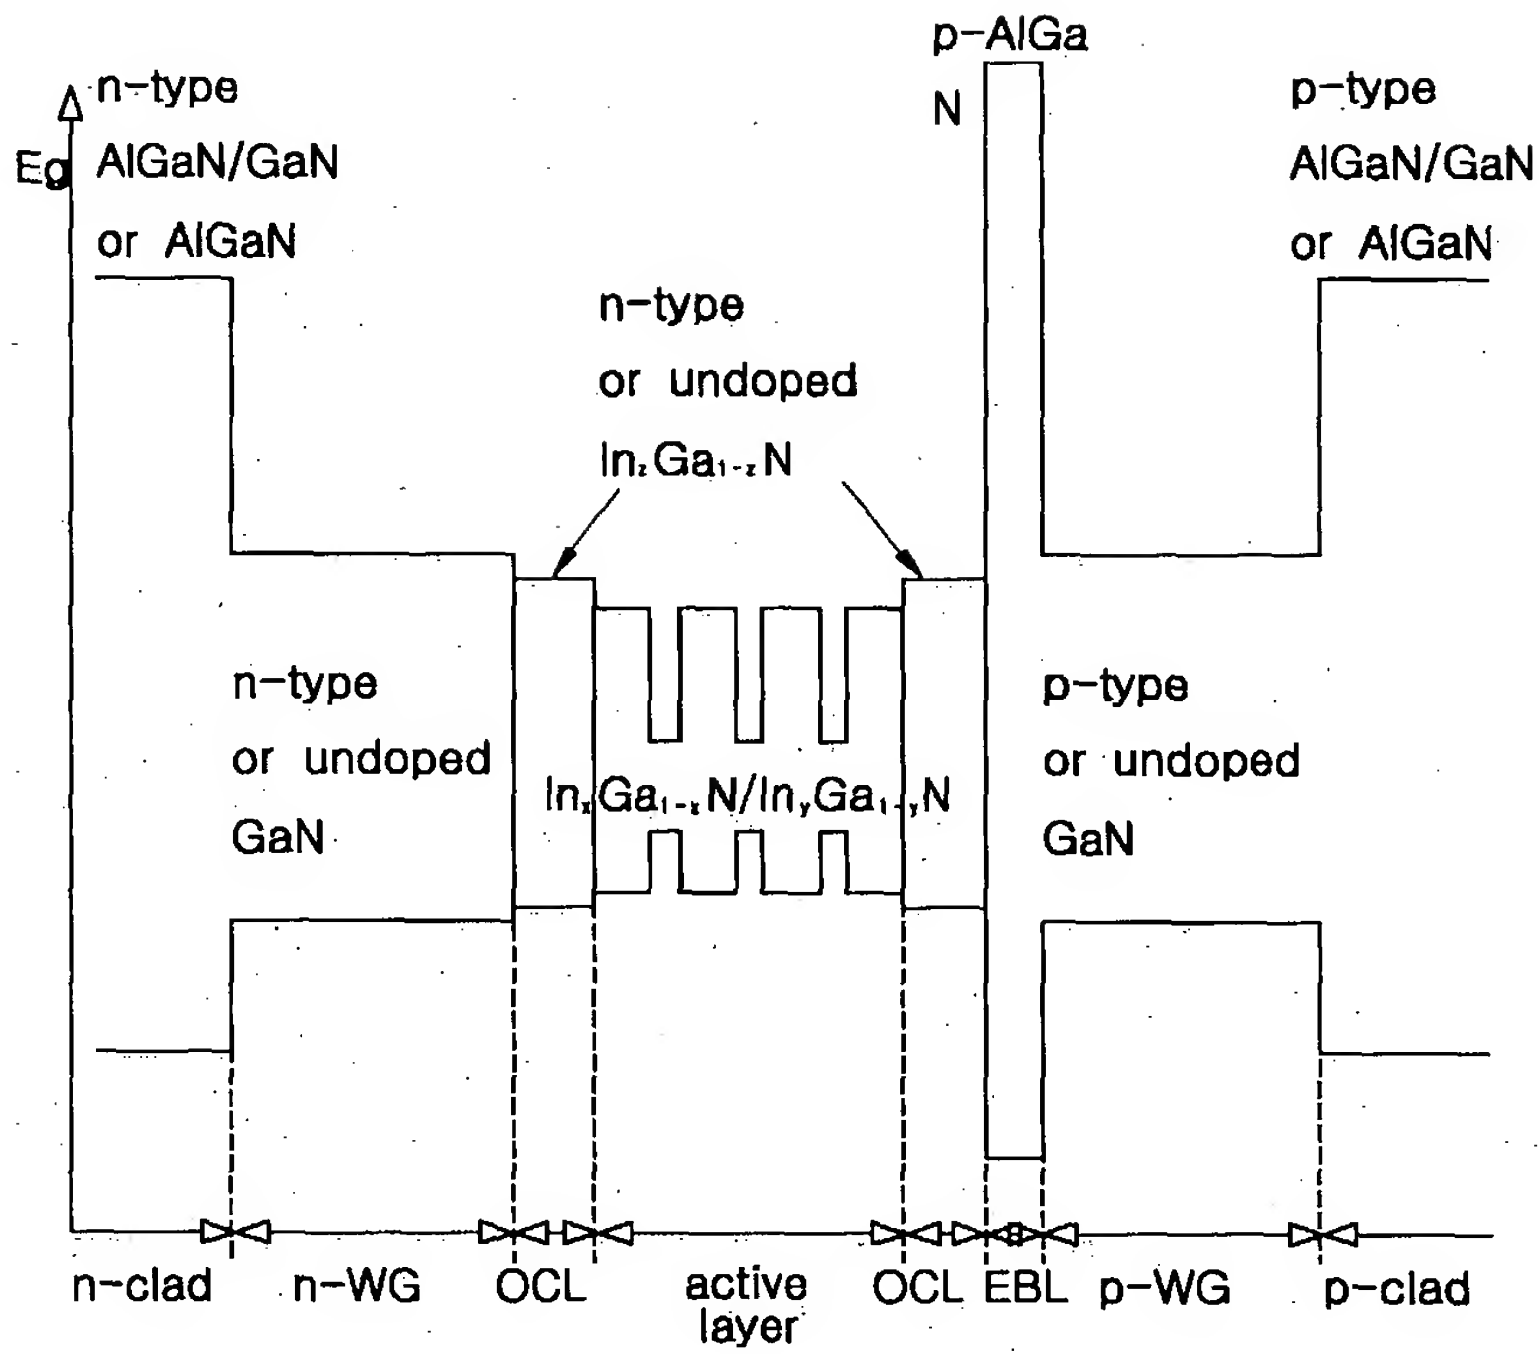 p-AlGa
N
n-type
AlGaN/GaN
or AlGaN
Eg
p-type
AlGaN/GaN
or AlGaN
n-type
or undoped
InzGa1-zN
n-type
or undoped
GaN
InxGa1-xN/InyGa1-yN
p-type
or undoped
GaN
n-clad
n-WG
OCL
active
layer
OCL
EBL
p-WG
p-clad